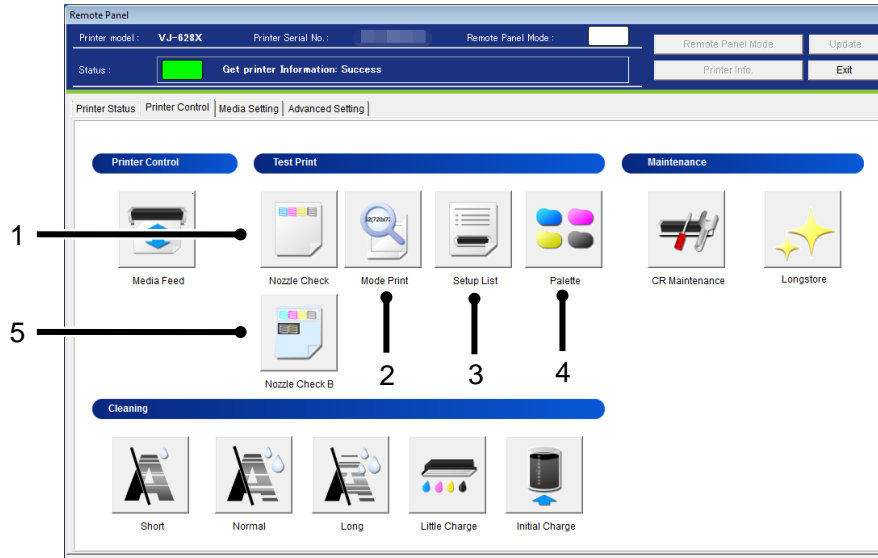 Remote Panel
Printer model : VJ-628X Printer Serial No. : Remote Panel Mode :
Remote Panel Mode Update
Status : Get printer Information: Success
Printer Info. Exit
Printer Status Printer Control Media Setting Advanced Setting
Printer Control Test Print Maintenance
1
Media Feed Nozzle Check Mode Print Setup List Palette CR Maintenance Longstore
5
2 3 4
Nozzle Check B
Cleaning
Short Normal Long Little Charge Initial Charge